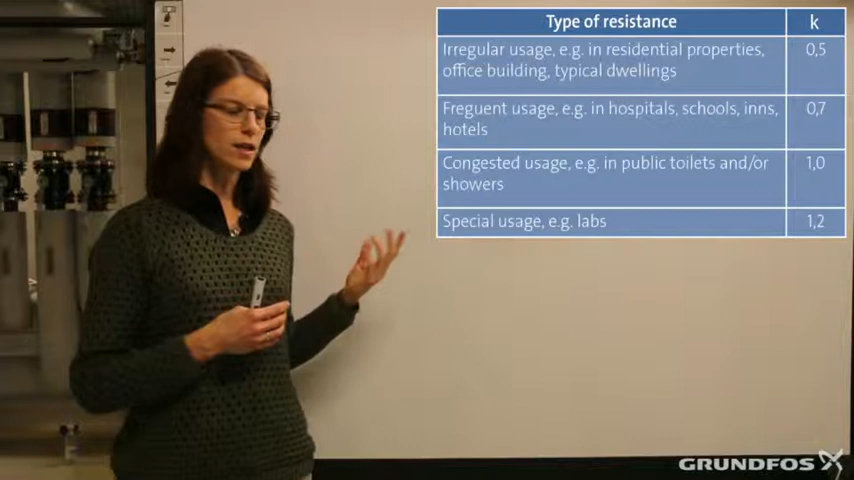 Type of resistance k
Irregular usage, e.g. in residential properties, 0,5
office building, typical dwellings
Freguent usage, e.g. in hospitals, schools, inns, 0,7
hotels
Congested usage, e.g. in public toilets and/or 1,0
showers
Special usage, e.g. labs 1,2
GRUNDFOS